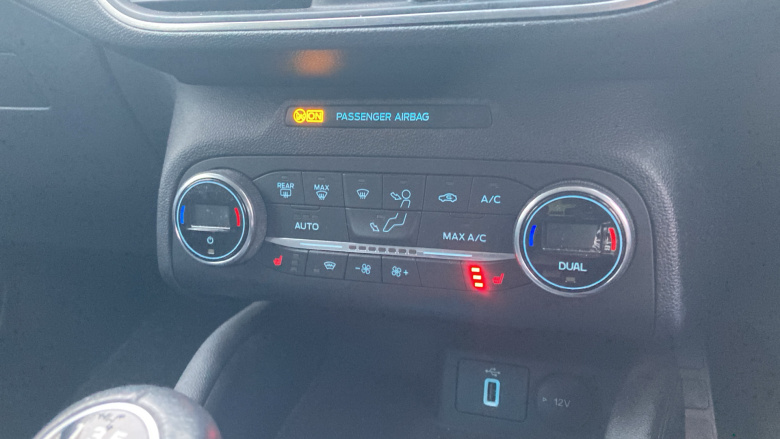 ON PASSENGER AIRBAG
REAR MAX A/C
AUTO MAX A/C
DUAL
12V